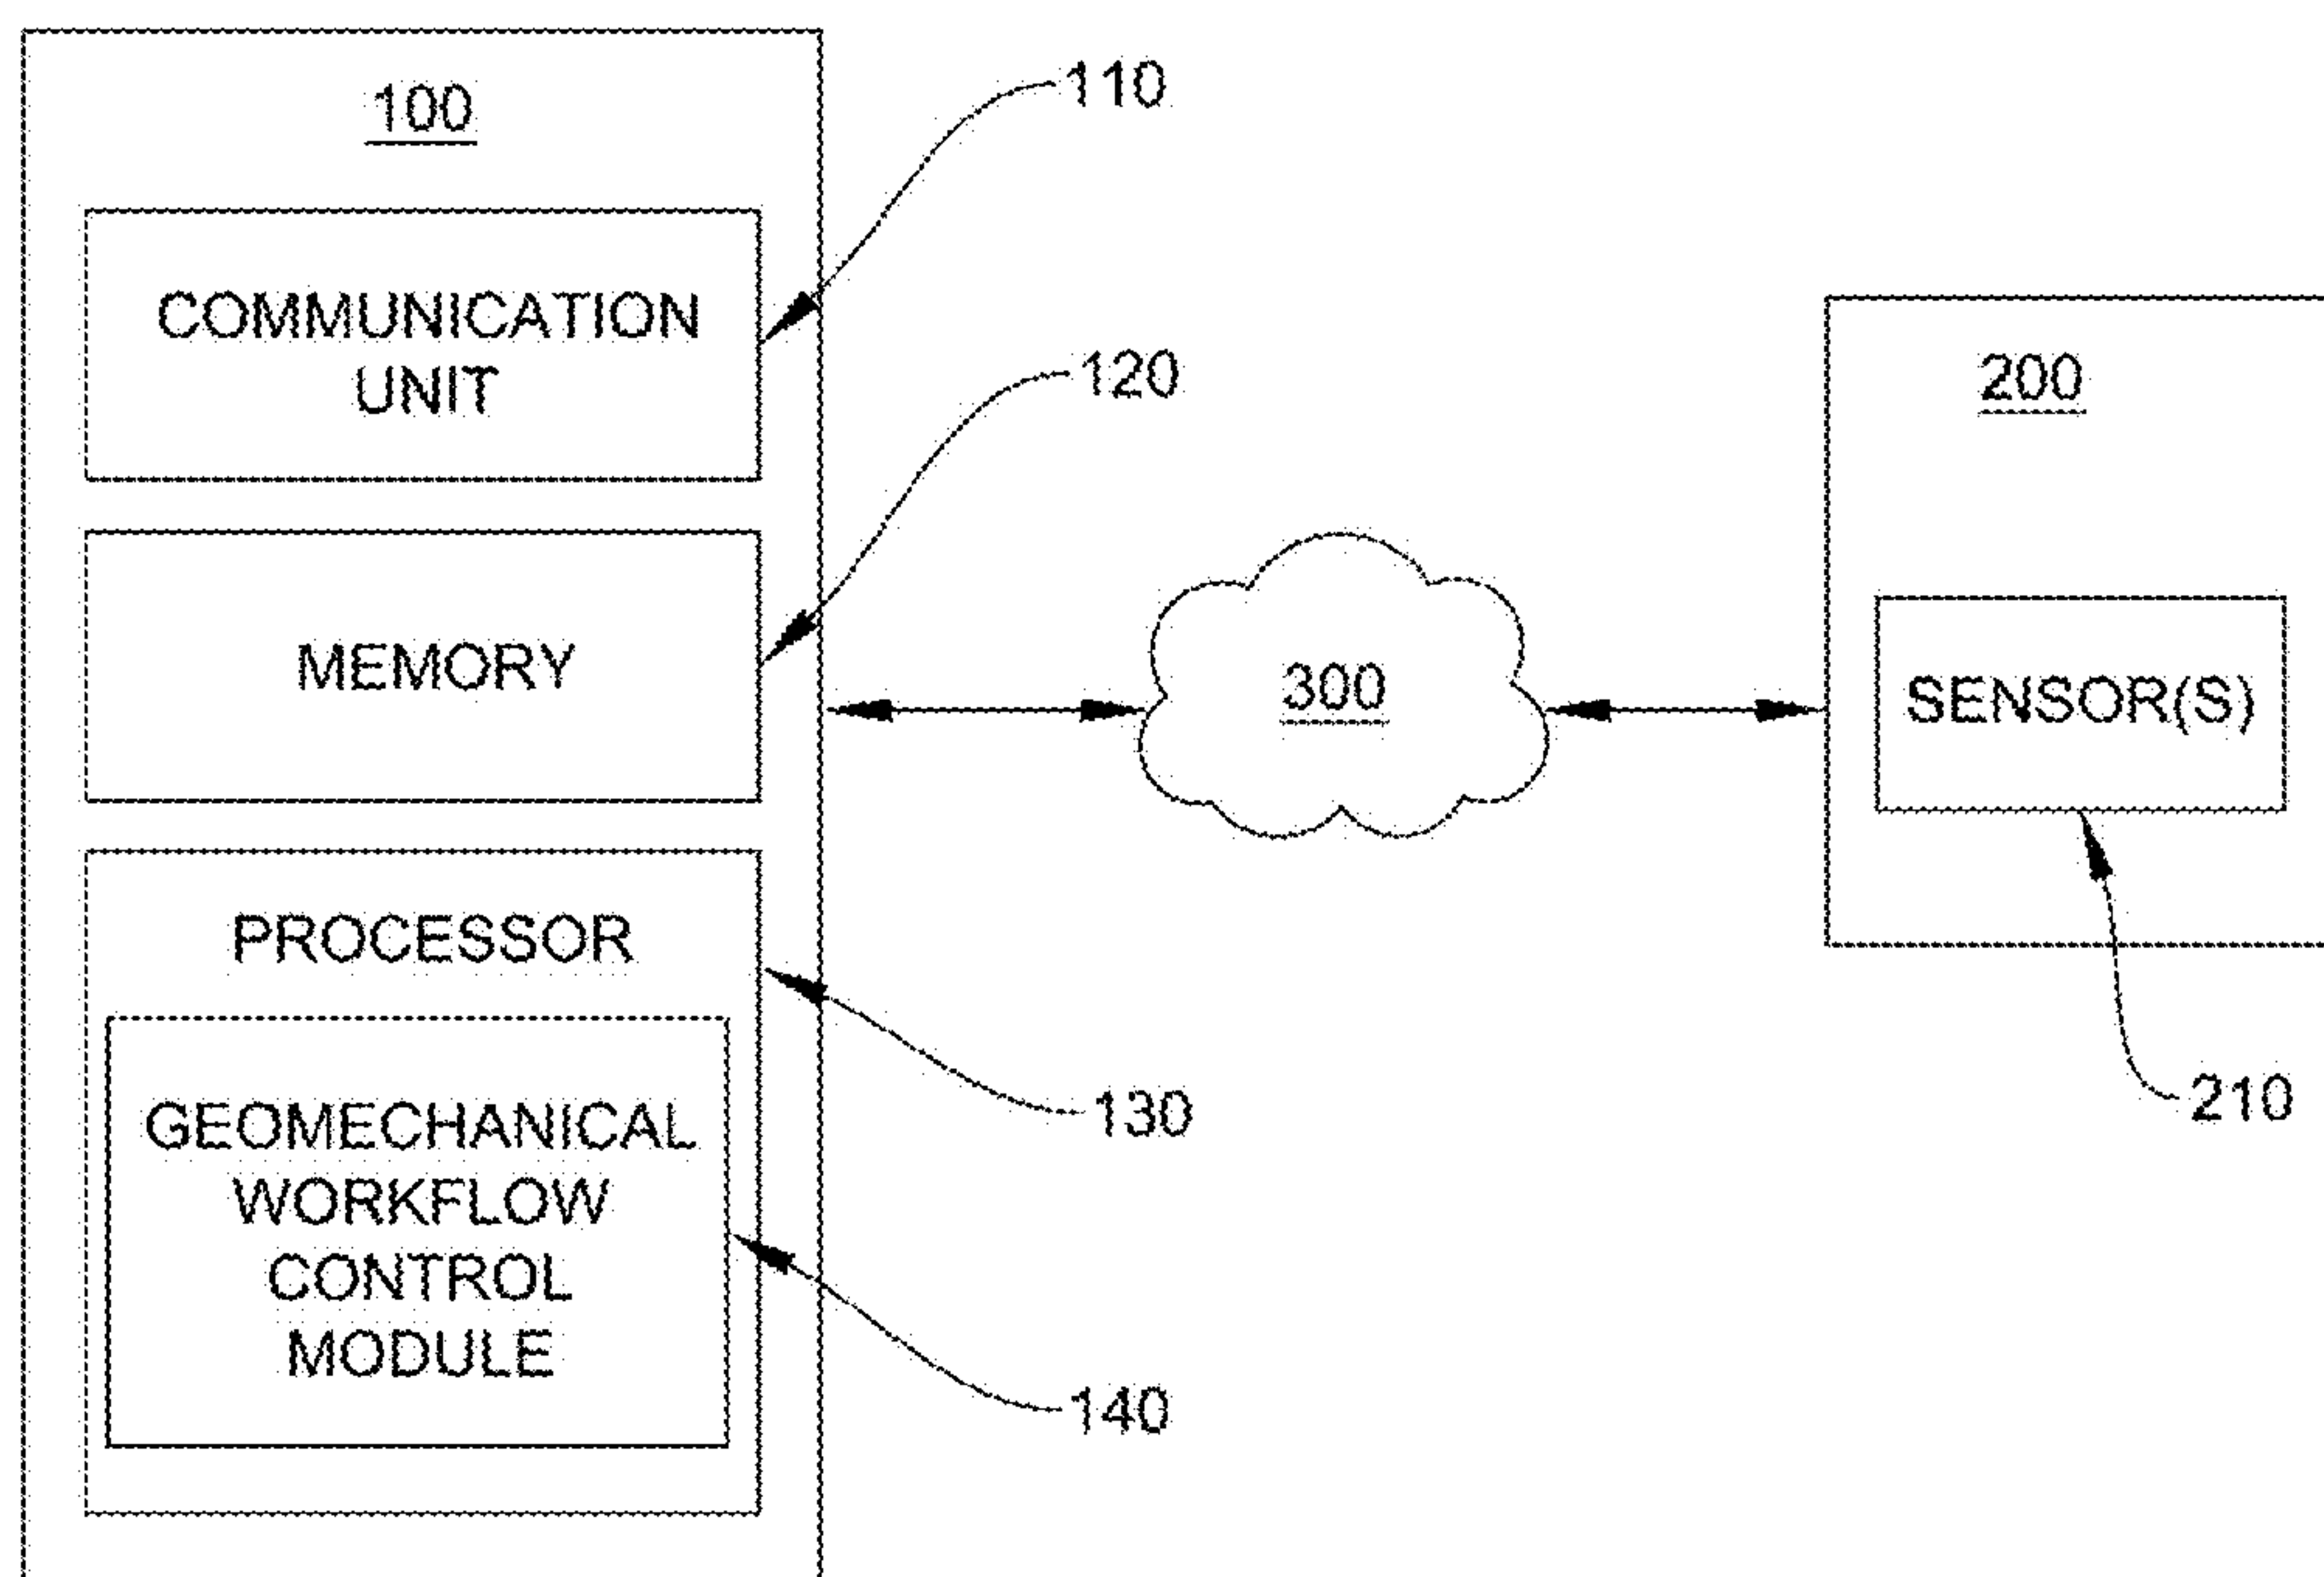 100
110
COMMUNICATION
UNIT
120
MEMORY
200
300
SENSOR(S)
PROCESSOR
130
210
GEOMECHANICAL
WORKFLOW
CONTROL
MODULE
140